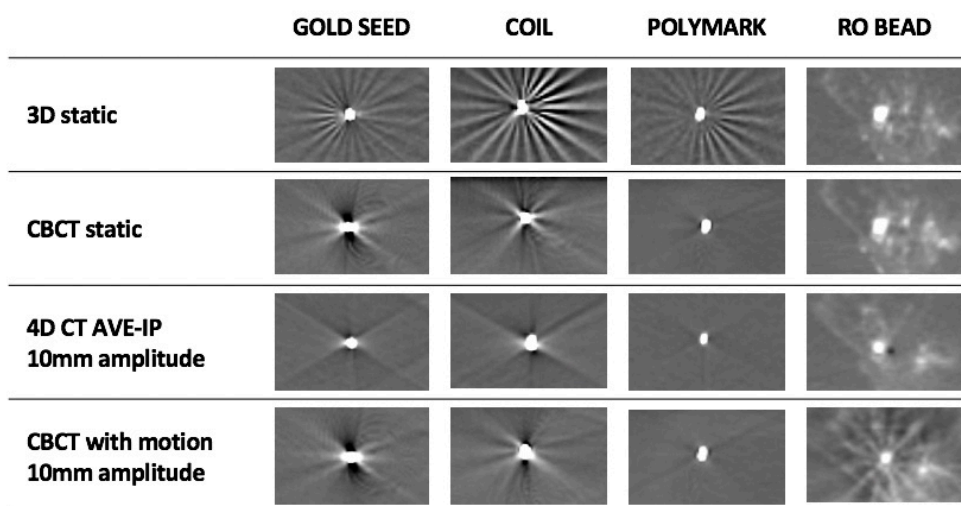 GOLD SEED COIL POLYMARK RO BEAD
3D static
CBCT static
4D CT AVE-IP
10mm amplitude
CBCT with motion
10mm amplitude